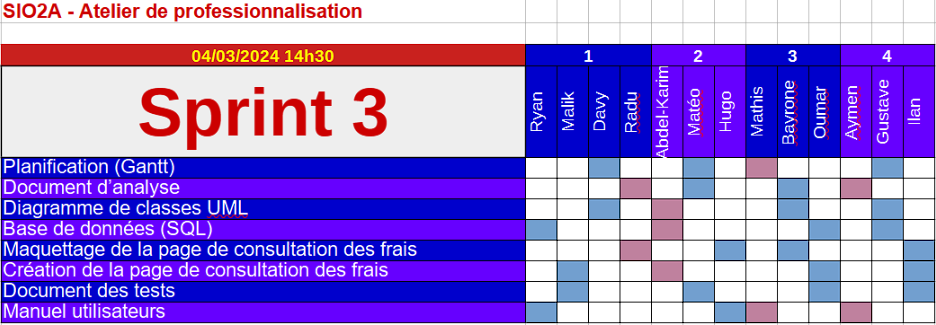 SIO2A - Atelier de professionnalisation
04/03/2024 14h30
1 2 3 4
Sprint 3
Ryan
Malik
Davy
Radu
Abdel-Karim
Matéo
Hugo
Mathis
Bayrone
Oumar
Aymen
Gustave
Ilan
Planification (Gantt)
Document d'analyse
Diagramme de classes UML
Base de données (SQL)
Maquettage de la page de consultation des frais
Création de la page de consultation des frais
Document des tests
Manuel utilisateurs